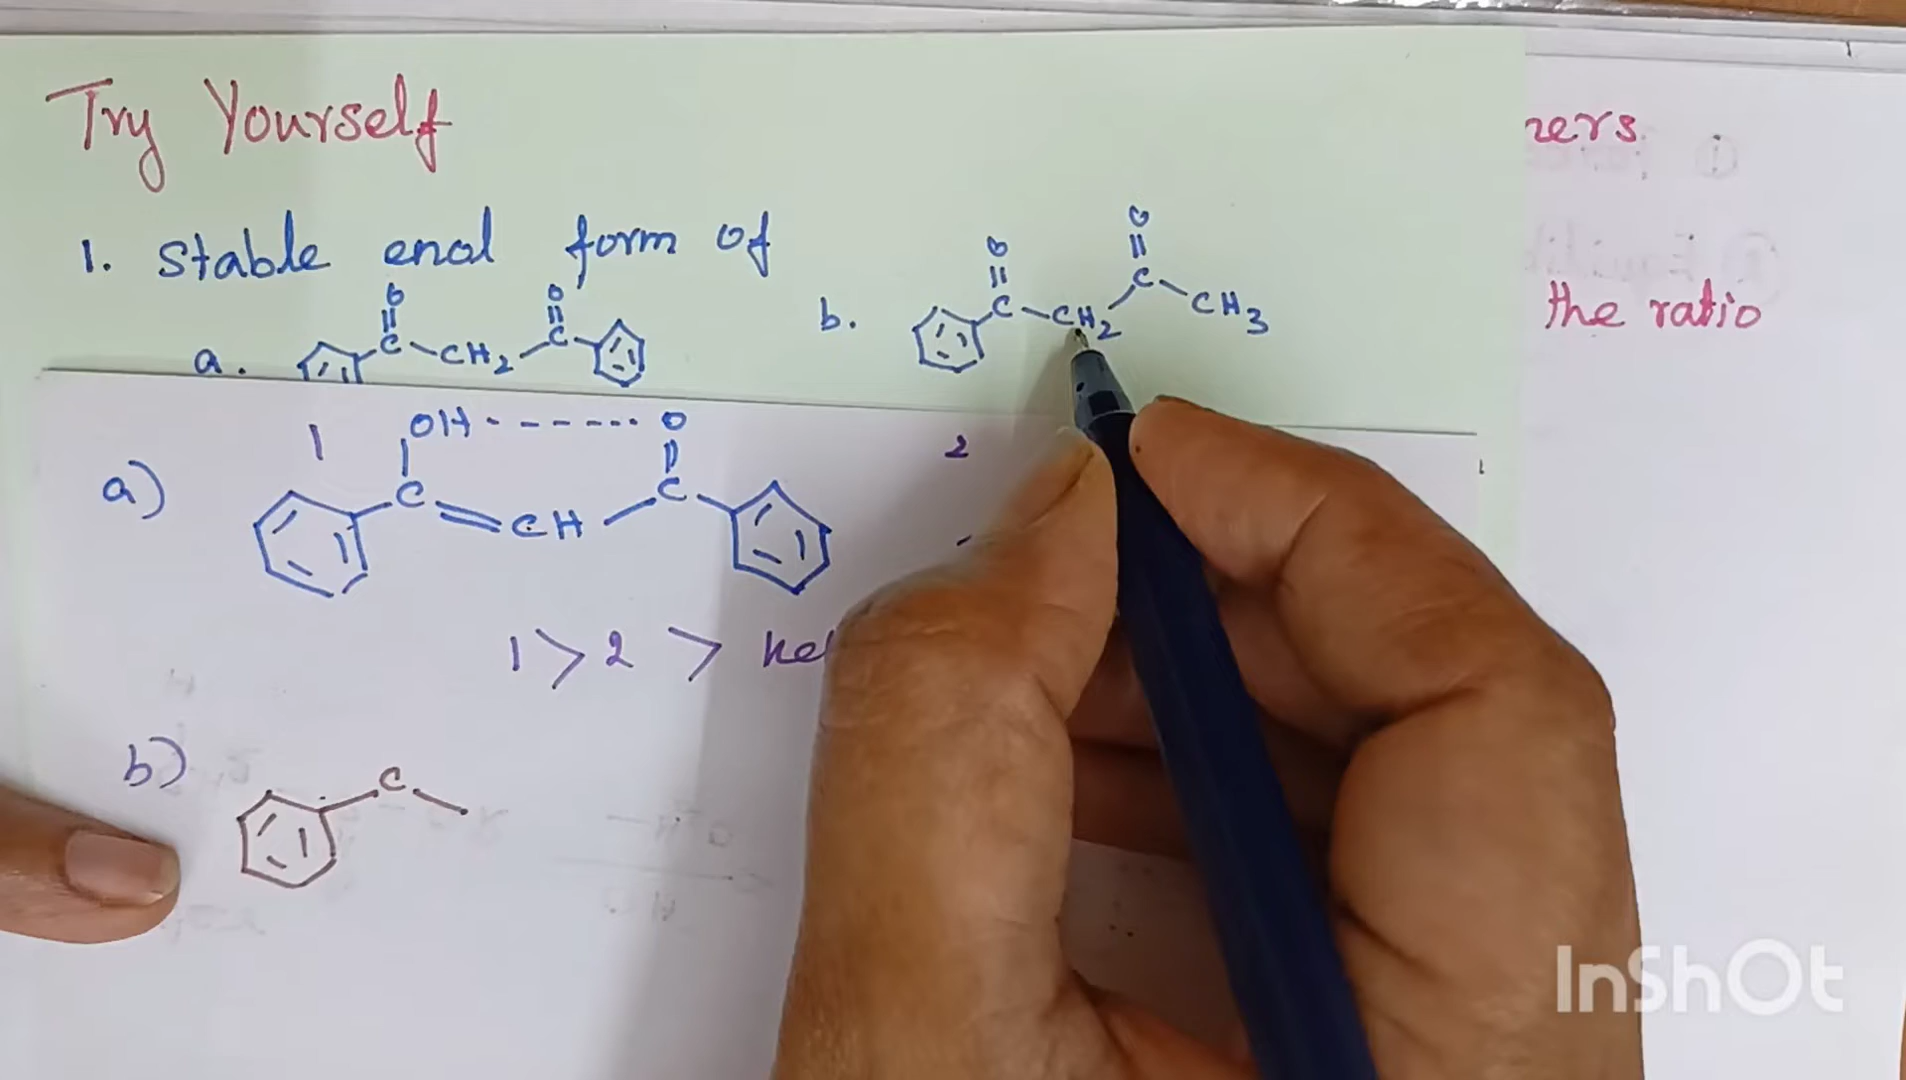 Try Yourself
1. Stable enol form of
a. C O CH2 C O
b. C O CH2 C O CH3
zers
the ratio
a) 1 C OH O = CH C
2
1 > 2 >
b) C
InShOt